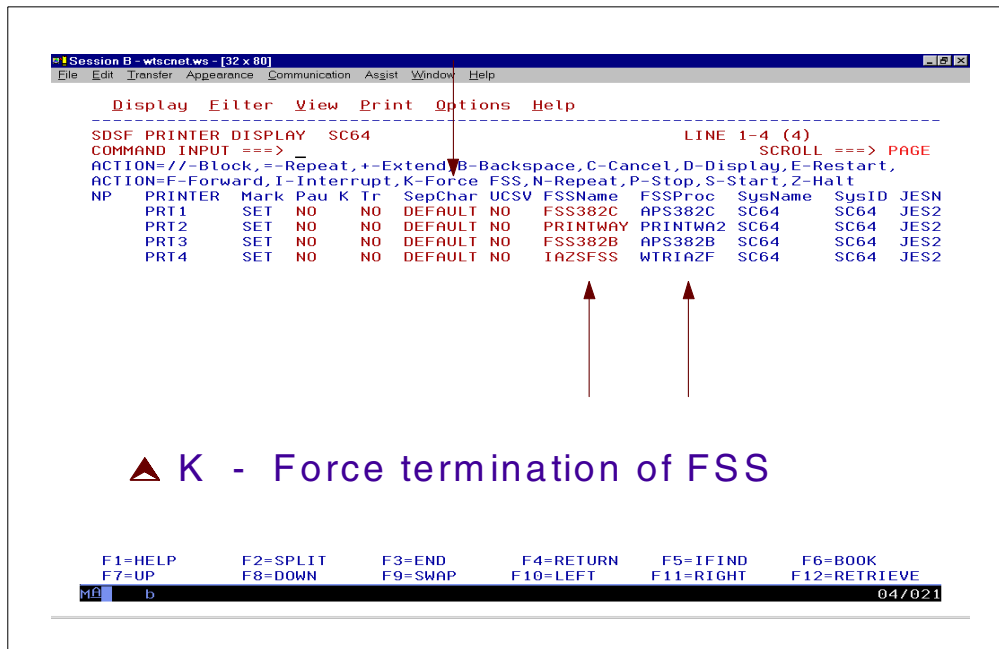 Session B - wtscnet.ws - [32 x 80]
File Edit Transfer Appearance Communication Assist Window Help
Display Filter View Print Options Help
SDSF PRINTER DISPLAY SC64 LINE 1-4 (4)
COMMAND INPUT ===> _ SCROLL ===> PAGE
ACTION=//-Block,=-Repeat,+-Extend,B-Backspace,C-Cancel,D-Display,E-Restart,
ACTION=F-Forward,I-Interrupt,K-Force FSS,N-Repeat,P-Stop,S-Start,Z-Halt
NP PRINTER Mark Pau K Tr SepChar UCSV FSSName FSSProc SysName SysID JESN
PRT1 SET NO NO DEFAULT NO FSS382C APS382C SC64 SC64 JES2
PRT2 SET NO NO DEFAULT NO PRINTWAY PRINTWA2 SC64 SC64 JES2
PRT3 SET NO NO DEFAULT NO FSS382B APS382B SC64 SC64 JES2
PRT4 SET NO NO DEFAULT NO IAZSFSS WTRIAZF SC64 SC64 JES2
K - Force termination of FSS
F1=HELP F2=SPLIT F3=END F4=RETURN F5=IFIND F6=BOOK
F7=UP F8=DOWN F9=SWAP F10=LEFT F11=RIGHT F12=RETRIEVE
MA b 04/021